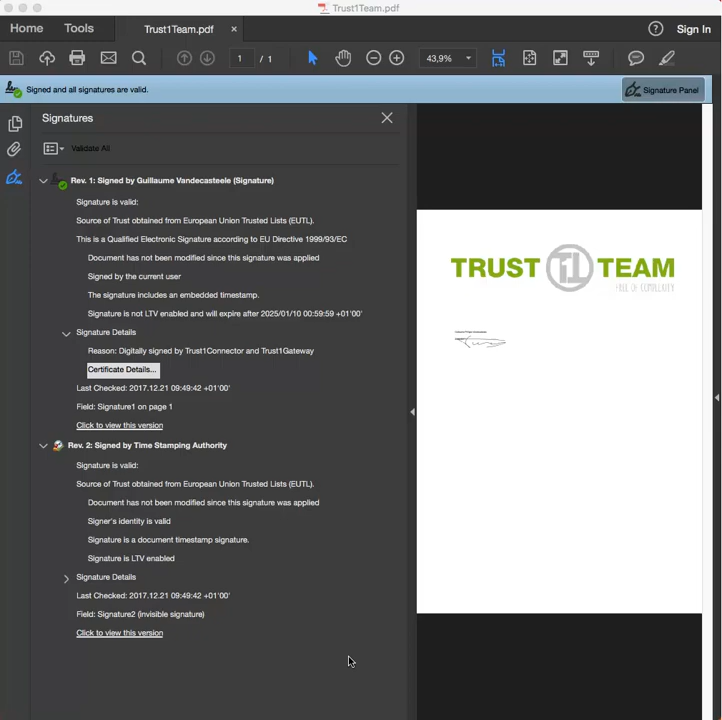 Trust1Team.pdf
Home
Tools
Trust1Team.pdf
×
?
Sign In
1
/ 1
43,9%
Signed and all signatures are valid.
Signature Panel
Signatures
Validate All
Rev. 1: Signed by Guillaume Vandecasteele (Signature)
Signature is valid:
Source of Trust obtained from European Union Trusted Lists (EUTL).
This is a Qualified Electronic Signature according to EU Directive 1999/93/EC
Document has not been modified since this signature was applied
Signed by the current user
The signature includes an embedded timestamp.
Signature is not LTV enabled and will expire after 2025/01/10 00:59:59 +01'00'
Signature Details
Reason: Digitally signed by Trust1Connector and Trust1Gateway
Certificate Details...
Last Checked: 2017.12.21 09:49:42 +01'00'
Field: Signature1 on page 1
Click to view this version
Rev. 2: Signed by Time Stamping Authority
Signature is valid:
Source of Trust obtained from European Union Trusted Lists (EUTL).
Document has not been modified since this signature was applied
Signer's identity is valid
Signature is a document timestamp signature.
Signature is LTV enabled
Signature Details
Last Checked: 2017.12.21 09:49:42 +01'00'
Field: Signature2 (invisible signature)
Click to view this version
TRUST T1 TEAM
FULL OF COMPLEXITY